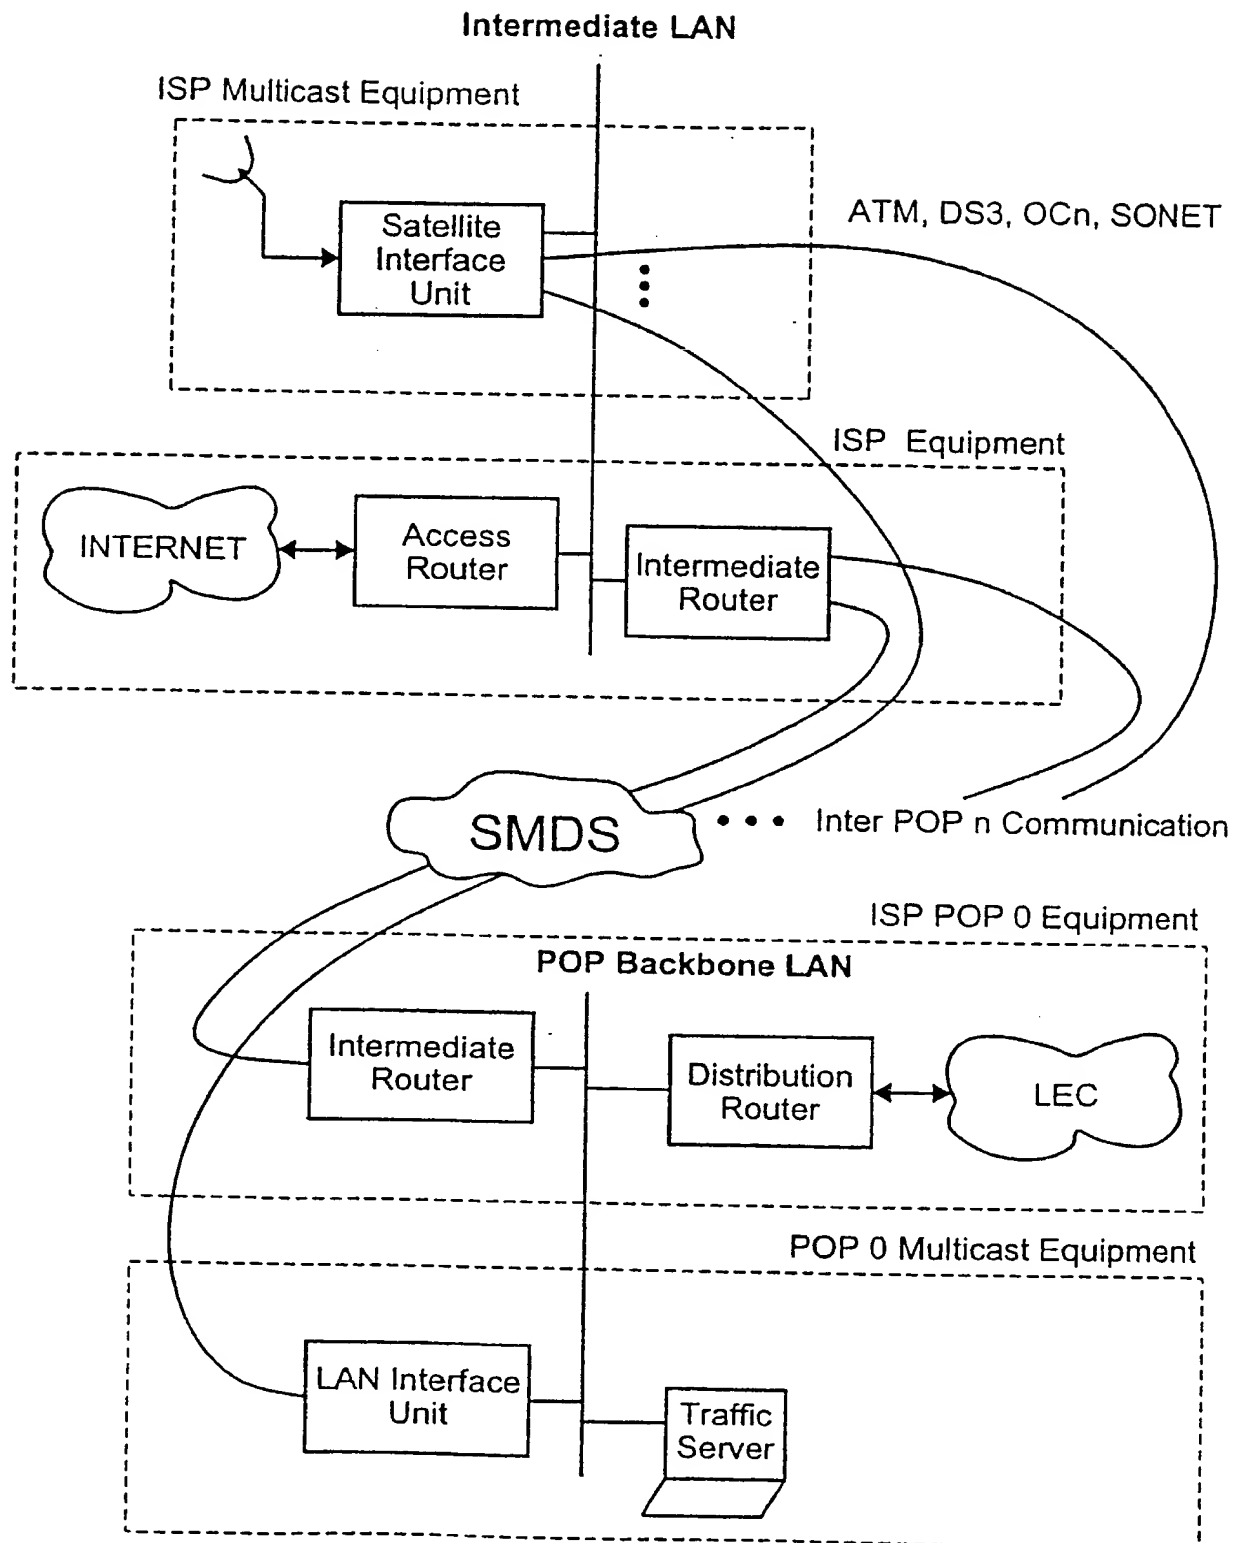 Intermediate LAN
ISP Multicast Equipment
Satellite
Interface
Unit
ATM, DS3, OCn, SONET
ISP Equipment
INTERNET
Access
Router
Intermediate
Router
SMDS
Inter POP n Communication
ISP POP 0 Equipment
POP Backbone LAN
Intermediate
Router
Distribution
Router
LEC
POP 0 Multicast Equipment
LAN Interface
Unit
Traffic
Server